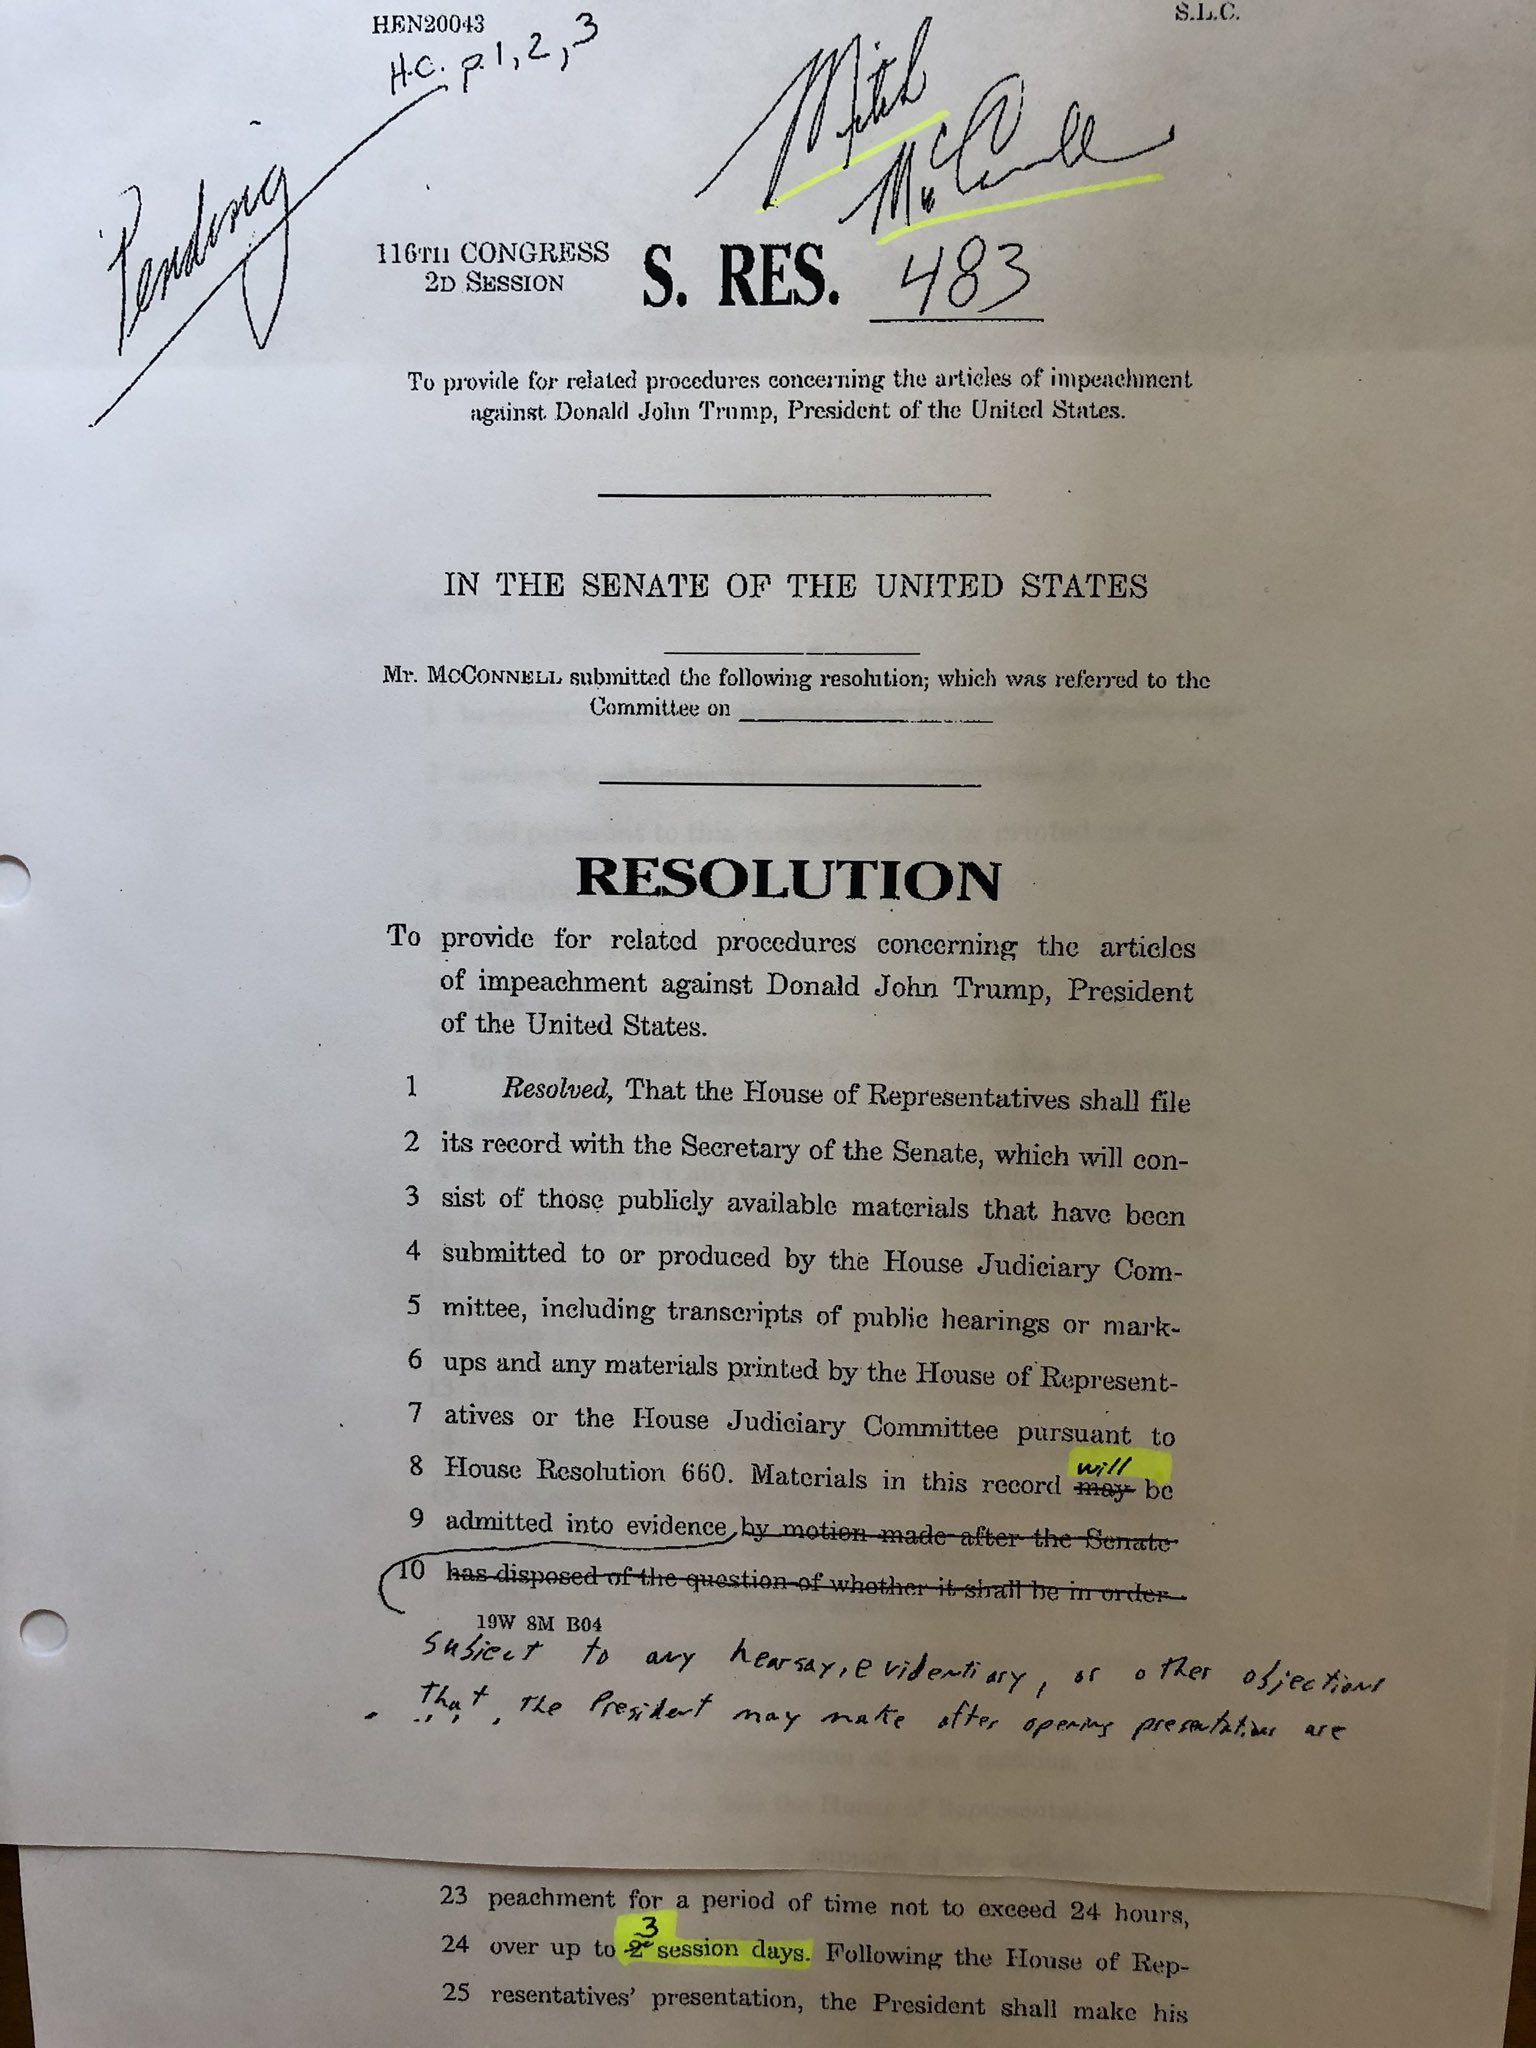 HEN20043
S.L.C.
H.C. p. 1, 2, 3
Mitch
McConnell
Pending
116TH CONGRESS
2D SESSION
S. RES. 483
To provide for related procedures concerning the articles of impeachment
against Donald John Trump, President of the United States.
IN THE SENATE OF THE UNITED STATES
Mr. MCCONNELL submitted the following resolution; which was referred to the
Committee on
RESOLUTION
To provide for related procedures concerning the articles
of impeachment against Donald John Trump, President
of the United States.
1 Resolved, That the House of Representatives shall file
2 its record with the Secretary of the Senate, which will con-
3 sist of those publicly available materials that have been
4 submitted to or produced by the House Judiciary Com-
5 mittee, including transcripts of public hearings or mark-
6 ups and any materials printed by the House of Represent-
7 atives or the House Judiciary Committee pursuant to
will
8 House Resolution 660. Materials in this record may be
9 admitted into evidence by motion made after the Senate
10 has disposed of the question of whether it shall be in order
19W 8M B04
subject to any hearsay, evidentiary, or other objections
that the President may make after opening presentations are
23 peachment for a period of time not to exceed 24 hours,
3
24 over up to 2 session days. Following the House of Rep-
25 resentatives' presentation, the President shall make his